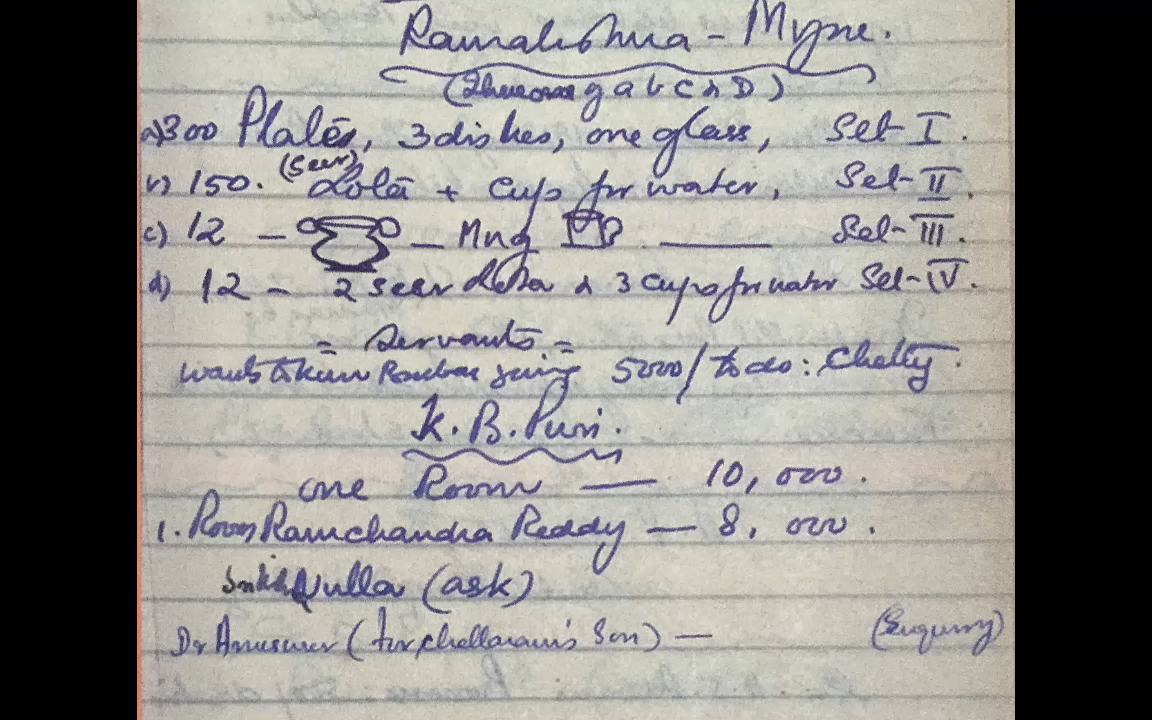 Ramakishna - Mysore.
( g a b c & D)
a) 300 Plates, 3 dishes, one glass, Set I.
(Seer)
b) 150. Lota + cups for water, Set-II.
c) 12 - - Mug Set-III.
d) 12 - 2 seer Lota & 3 cups for water Set-IV.
= Servants. =
wants 5000/ to do: Chetty.
K. B. Puri.
one Room — 10,000.
1. Room Ramchandra Reddy — 8,000.
(ask)
Dr (for Chellaram's Son) — (Enquiry)